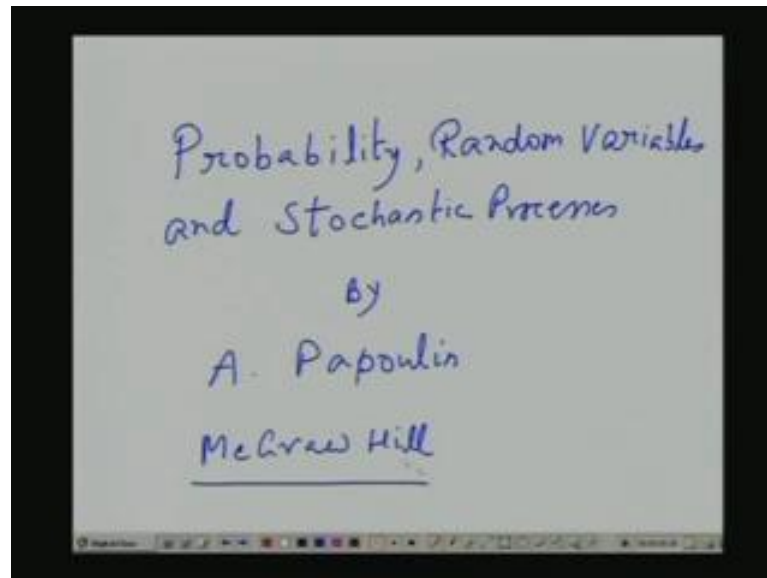 Probability, Random Variables
and Stochastic Processes
By
A. Papoulis
McGraw Hill